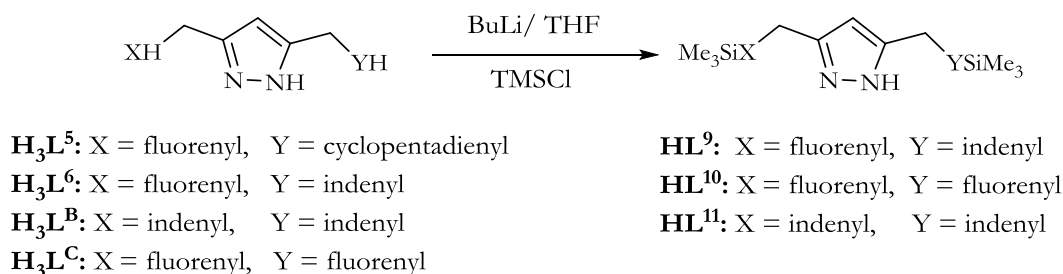 BuLi/ THF
XH
YH
N
NH
TMSCl
Me₃SiX
YSiMe₃
N
NH
H₃L⁵: X = fluorenyl, Y = cyclopentadienyl
H₃L⁶: X = fluorenyl, Y = indenyl
H₃Lᴮ: X = indenyl, Y = indenyl
H₃Lᶜ: X = fluorenyl, Y = fluorenyl
HL⁹: X = fluorenyl, Y = indenyl
HL¹⁰: X = fluorenyl, Y = fluorenyl
HL¹¹: X = indenyl, Y = indenyl